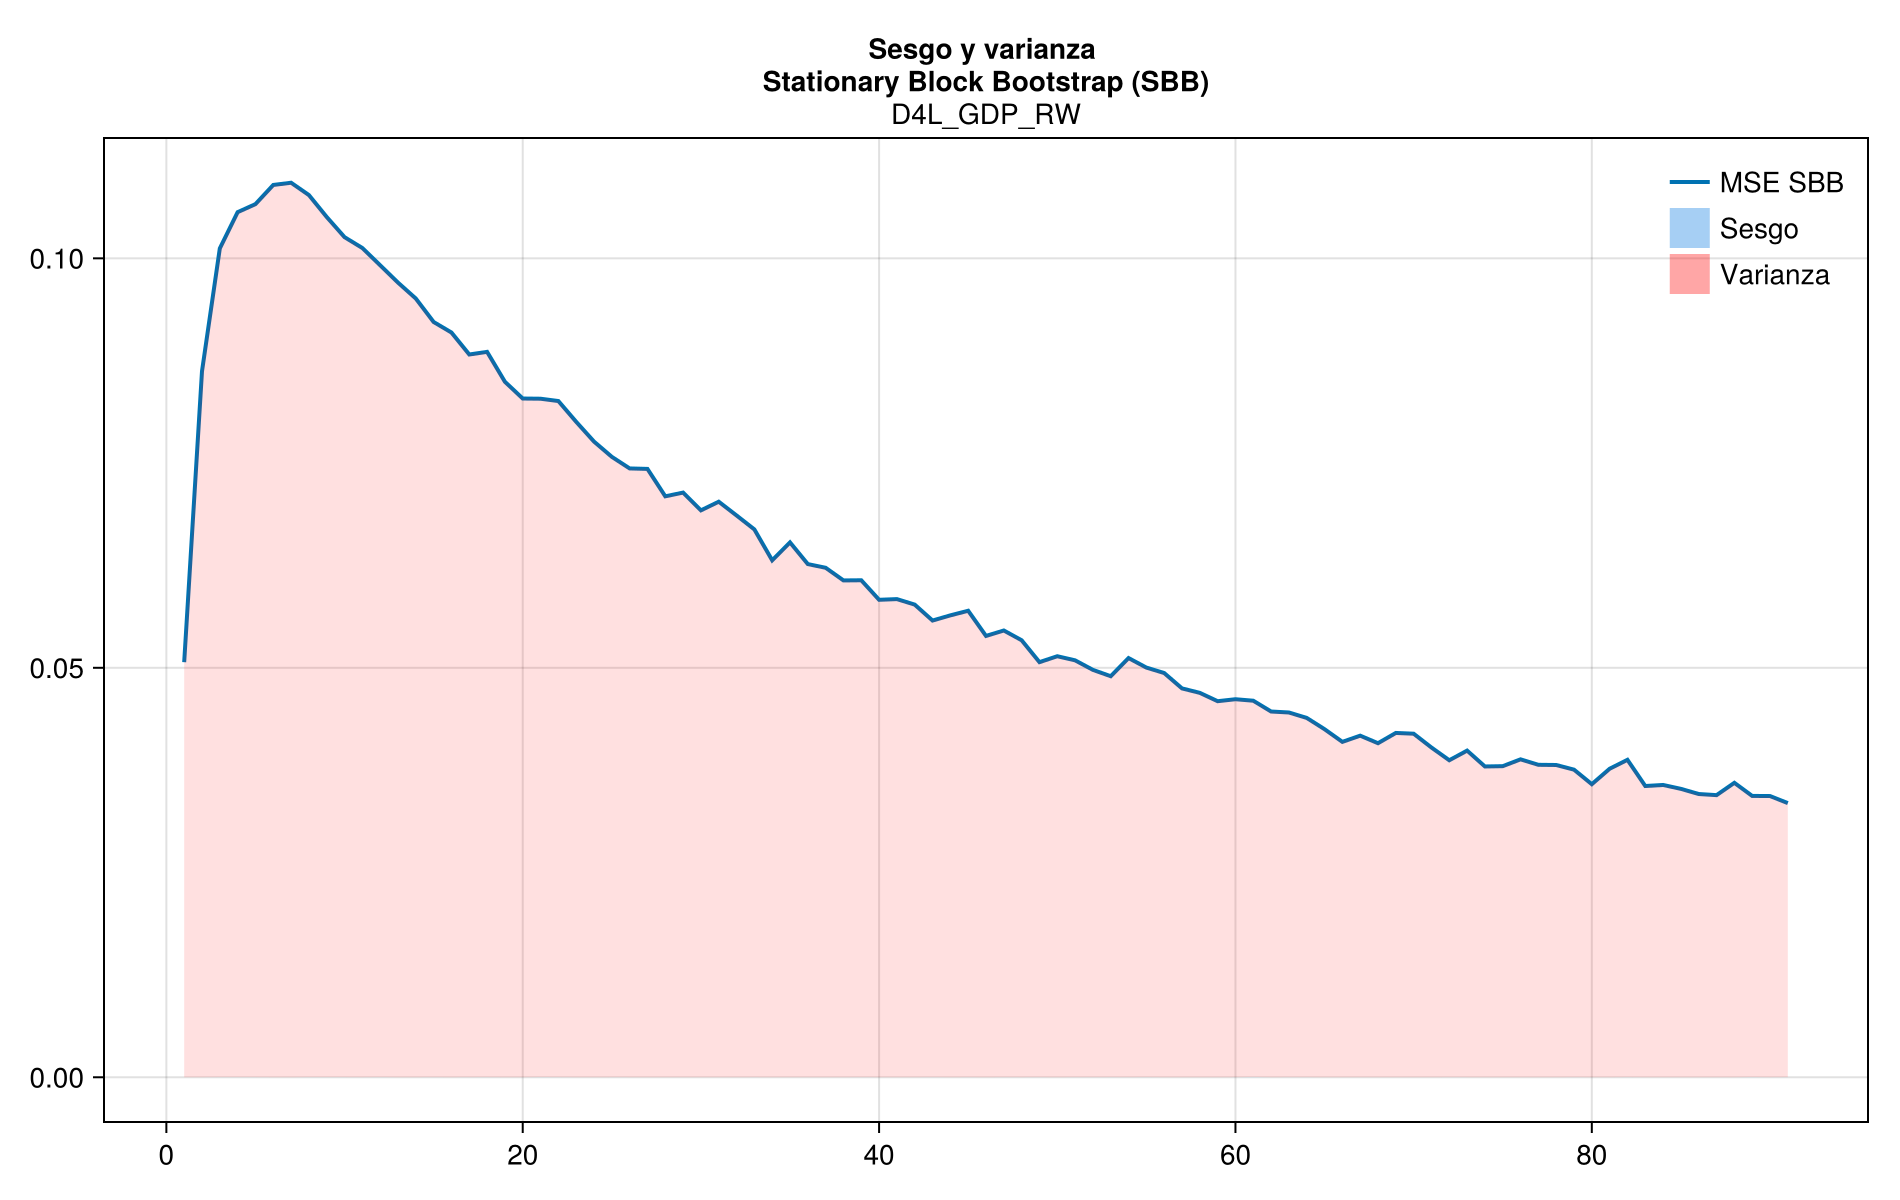 Sesgo y varianza
Stationary Block Bootstrap (SBB)
D4L_GDP_RW
MSE SBB
Sesgo
Varianza
0.10
0.05
0.00
0
20
40
60
80